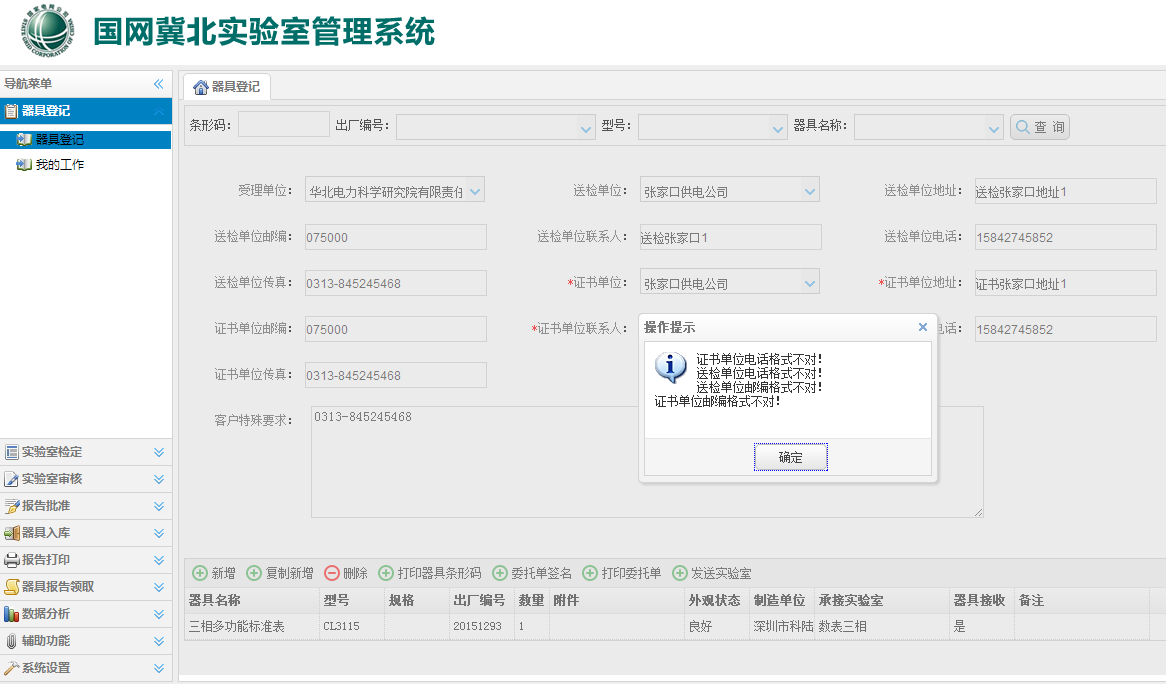 国网冀北实验室管理系统
导航菜单
器具登记
器具登记
我的工作
实验室检定
实验室审核
报告批准
器具入库
报告打印
器具报告领取
数据分析
辅助功能
系统设置
器具登记
条形码: 出厂编号: 型号: 器具名称: 查 询
受理单位: 华北电力科学研究院有限责任 送检单位: 张家口供电公司 送检单位地址: 送检张家口地址1
送检单位邮编: 075000 送检单位联系人: 送检张家口1 送检单位电话: 15842745852
送检单位传真: 0313-845245468 *证书单位: 张家口供电公司 *证书单位地址: 证书张家口地址1
证书单位邮编: 075000 *证书单位联系人: 电话: 15842745852
证书单位传真: 0313-845245468
客户特殊要求: 0313-845245468
操作提示
证书单位电话格式不对!
送检单位电话格式不对!
送检单位邮编格式不对!
证书单位邮编格式不对!
确定
新增 复制新增 删除 打印器具条形码 委托单签名 打印委托单 发送实验室
器具名称 型号 规格 出厂编号 数量 附件 外观状态 制造单位 承接实验室 器具接收 备注
三相多功能标准表 CL3115 20151293 1 良好 深圳市科陆 数表三相 是